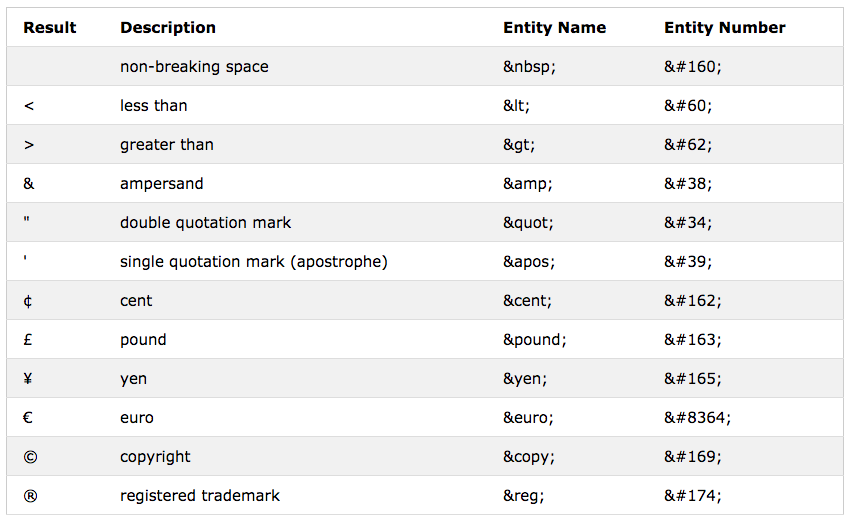 Result Description Entity Name Entity Number
non-breaking space &nbsp; &#160;
< less than &lt; &#60;
> greater than &gt; &#62;
& ampersand &amp; &#38;
" double quotation mark &quot; &#34;
' single quotation mark (apostrophe) &apos; &#39;
¢ cent &cent; &#162;
£ pound &pound; &#163;
¥ yen &yen; &#165;
€ euro &euro; &#8364;
© copyright &copy; &#169;
® registered trademark &reg; &#174;